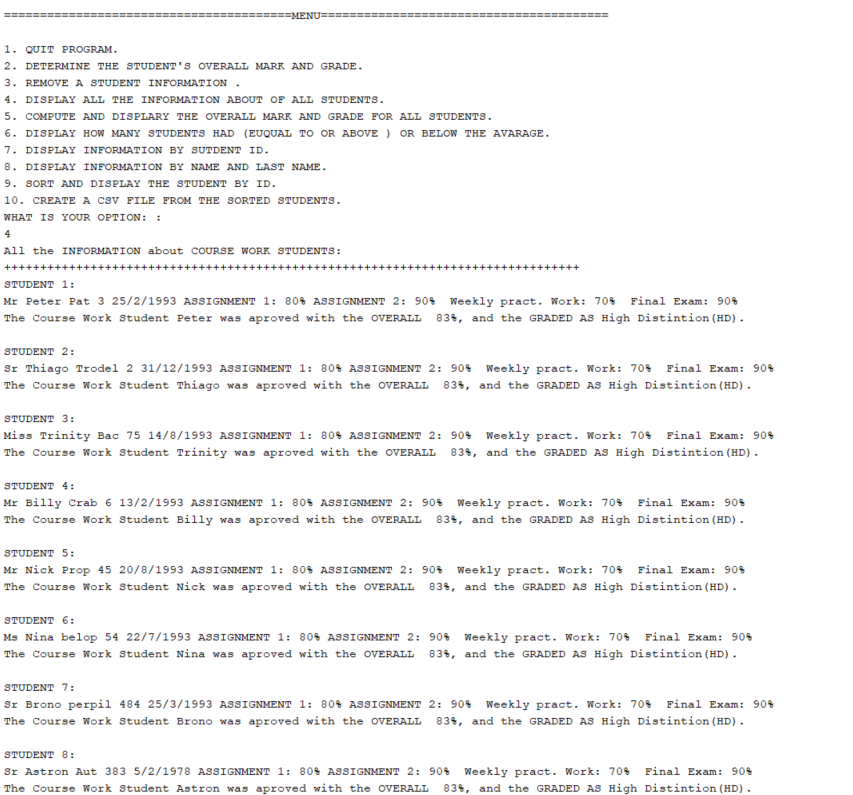 ========================================MENU========================================
1. QUIT PROGRAM.
2. DETERMINE THE STUDENT'S OVERALL MARK AND GRADE.
3. REMOVE A STUDENT INFORMATION .
4. DISPLAY ALL THE INFORMATION ABOUT OF ALL STUDENTS.
5. COMPUTE AND DISPLARY THE OVERALL MARK AND GRADE FOR ALL STUDENTS.
6. DISPLAY HOW MANY STUDENTS HAD (EUQUAL TO OR ABOVE ) OR BELOW THE AVARAGE.
7. DISPLAY INFORMATION BY SUTDENT ID.
8. DISPLAY INFORMATION BY NAME AND LAST NAME.
9. SORT AND DISPLAY THE STUDENT BY ID.
10. CREATE A CSV FILE FROM THE SORTED STUDENTS.
WHAT IS YOUR OPTION: :
4
All the INFORMATION about COURSE WORK STUDENTS:
++++++++++++++++++++++++++++++++++++++++++++++++++++++++++++++++++++++++++++++++
STUDENT 1:
Mr Peter Pat 3 25/2/1993 ASSIGNMENT 1: 80% ASSIGNMENT 2: 90%  Weekly pract. Work: 70%  Final Exam: 90%
The Course Work Student Peter was aproved with the OVERALL  83%, and the GRADED AS High Distintion(HD).
STUDENT 2:
Sr Thiago Trodel 2 31/12/1993 ASSIGNMENT 1: 80% ASSIGNMENT 2: 90%  Weekly pract. Work: 70%  Final Exam: 90%
The Course Work Student Thiago was aproved with the OVERALL  83%, and the GRADED AS High Distintion(HD).
STUDENT 3:
Miss Trinity Bac 75 14/8/1993 ASSIGNMENT 1: 80% ASSIGNMENT 2: 90%  Weekly pract. Work: 70%  Final Exam: 90%
The Course Work Student Trinity was aproved with the OVERALL  83%, and the GRADED AS High Distintion(HD).
STUDENT 4:
Mr Billy Crab 6 13/2/1993 ASSIGNMENT 1: 80% ASSIGNMENT 2: 90%  Weekly pract. Work: 70%  Final Exam: 90%
The Course Work Student Billy was aproved with the OVERALL  83%, and the GRADED AS High Distintion(HD).
STUDENT 5:
Mr Nick Prop 45 20/8/1993 ASSIGNMENT 1: 80% ASSIGNMENT 2: 90%  Weekly pract. Work: 70%  Final Exam: 90%
The Course Work Student Nick was aproved with the OVERALL  83%, and the GRADED AS High Distintion(HD).
STUDENT 6:
Ms Nina belop 54 22/7/1993 ASSIGNMENT 1: 80% ASSIGNMENT 2: 90%  Weekly pract. Work: 70%  Final Exam: 90%
The Course Work Student Nina was aproved with the OVERALL  83%, and the GRADED AS High Distintion(HD).
STUDENT 7:
Sr Brono perpil 484 25/3/1993 ASSIGNMENT 1: 80% ASSIGNMENT 2: 90%  Weekly pract. Work: 70%  Final Exam: 90%
The Course Work Student Brono was aproved with the OVERALL  83%, and the GRADED AS High Distintion(HD).
STUDENT 8:
Sr Astron Aut 383 5/2/1978 ASSIGNMENT 1: 80% ASSIGNMENT 2: 90%  Weekly pract. Work: 70%  Final Exam: 90%
The Course Work Student Astron was aproved with the OVERALL  83%, and the GRADED AS High Distintion(HD).